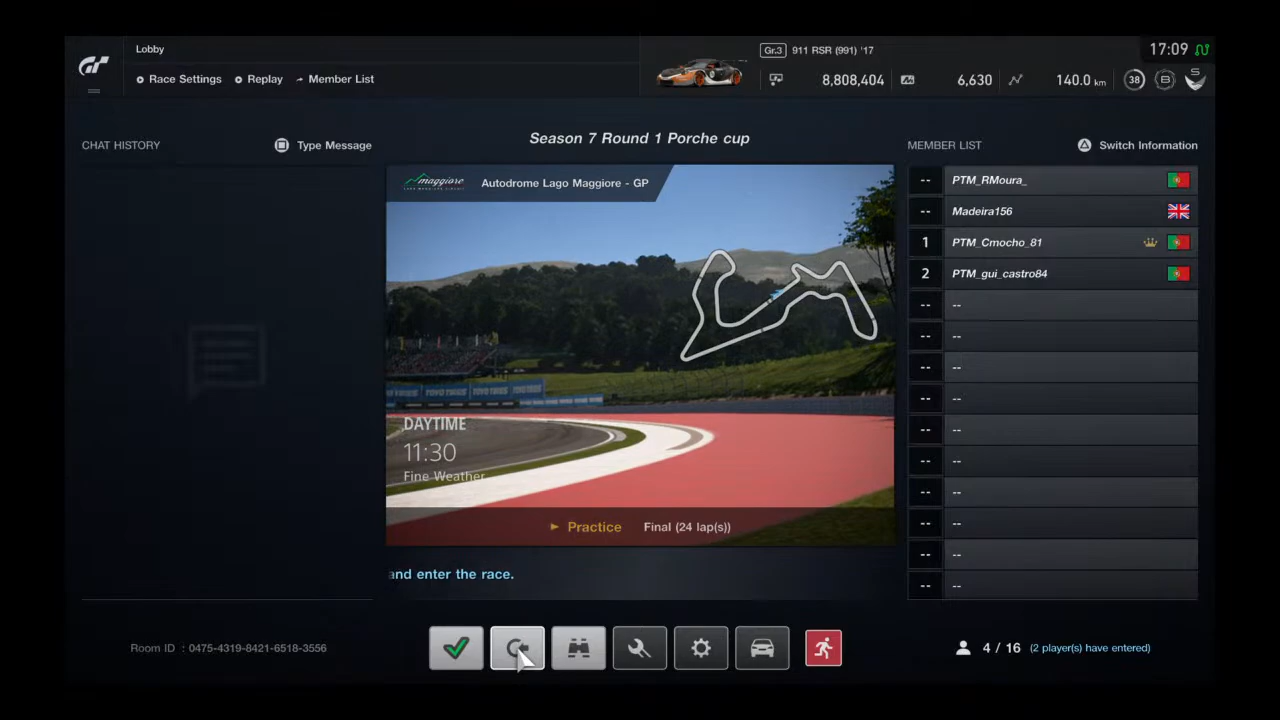 Lobby
Race Settings Replay Member List
Gr.3 911 RSR (991) '17
8,808,404 6,630 140.0 km 38 B S
17:09
CHAT HISTORY Type Message
Season 7 Round 1 Porche cup
MEMBER LIST Switch Information
maggiore Autodrome Lago Maggiore - GP
-- PTM_RMoura_
-- Madeira156
1 PTM_Cmocho_81
2 PTM_gui_castro84
-- --
-- --
-- --
-- --
-- --
-- --
-- --
-- --
-- --
-- --
DAYTIME
11:30
Fine Weather
Practice Final (24 lap(s))
and enter the race.
Room ID : 0475-4319-8421-6518-3556
4 / 16 (2 player(s) have entered)